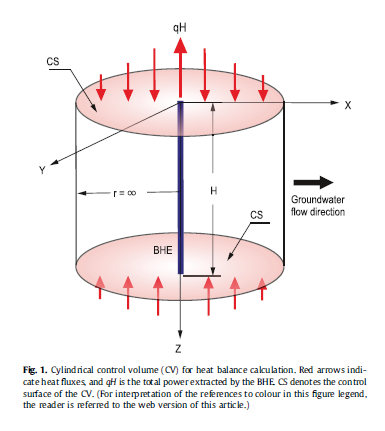 qH
CS
X
Y
r = ∞
H
Groundwater
flow direction
CS
BHE
Z
Fig. 1. Cylindrical control volume (CV) for heat balance calculation. Red arrows indi-
cate heat fluxes, and qH is the total power extracted by the BHE. CS denotes the control
surface of the CV. (For interpretation of the references to colour in this figure legend,
the reader is referred to the web version of this article.)